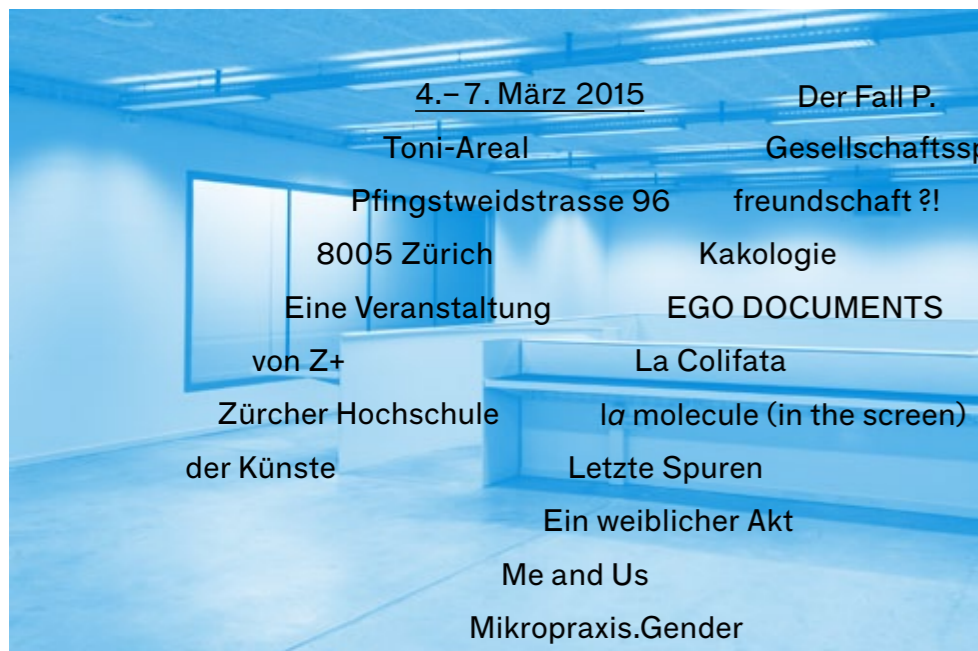 4.–7. März 2015
Toni-Areal
Pfingstweidstrasse 96
8005 Zürich
Eine Veranstaltung
von Z+
Zürcher Hochschule
der Künste
Der Fall P.
Gesellschaftssp
freundschaft ?!
Kakologie
EGO DOCUMENTS
La Colifata
la molecule (in the screen)
Letzte Spuren
Ein weiblicher Akt
Me and Us
Mikropraxis.Gender